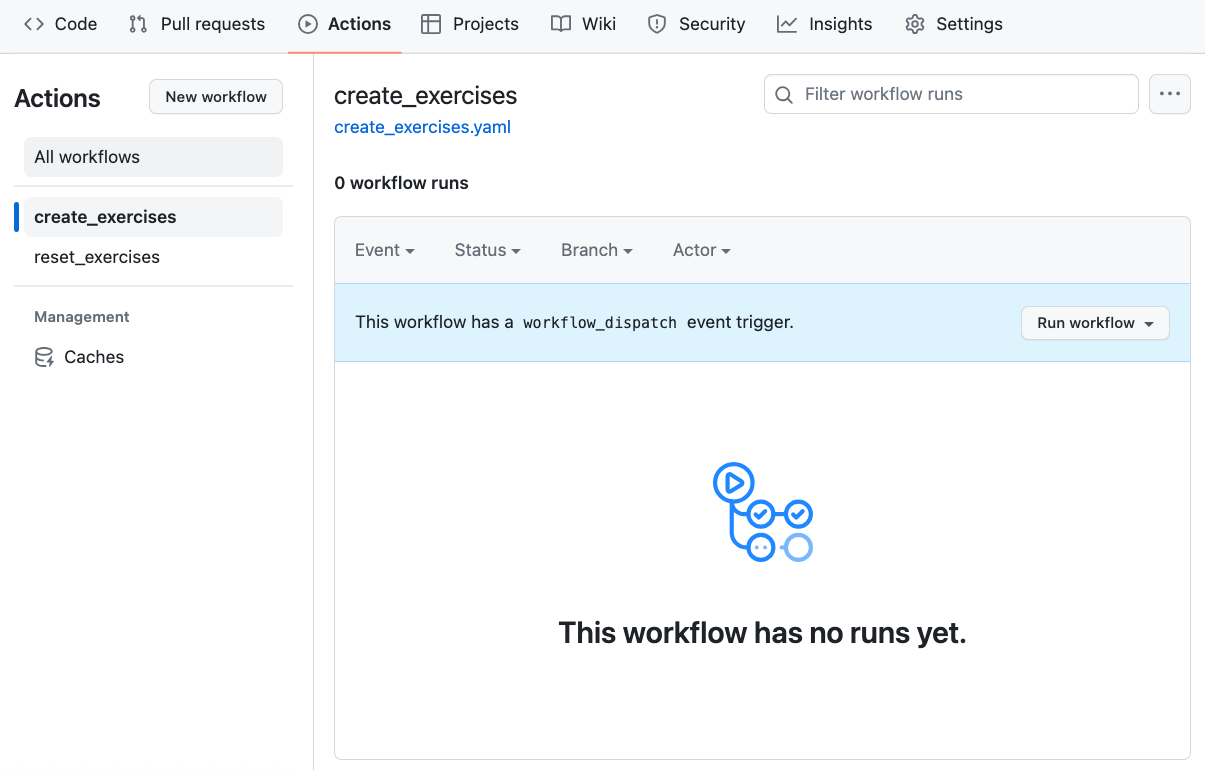 Code Pull requests Actions Projects Wiki Security Insights Settings
Actions
New workflow
All workflows
create_exercises
reset_exercises
Management
Caches
create_exercises
create_exercises.yaml
Filter workflow runs
0 workflow runs
Event Status Branch Actor
This workflow has a workflow_dispatch event trigger.
Run workflow
This workflow has no runs yet.